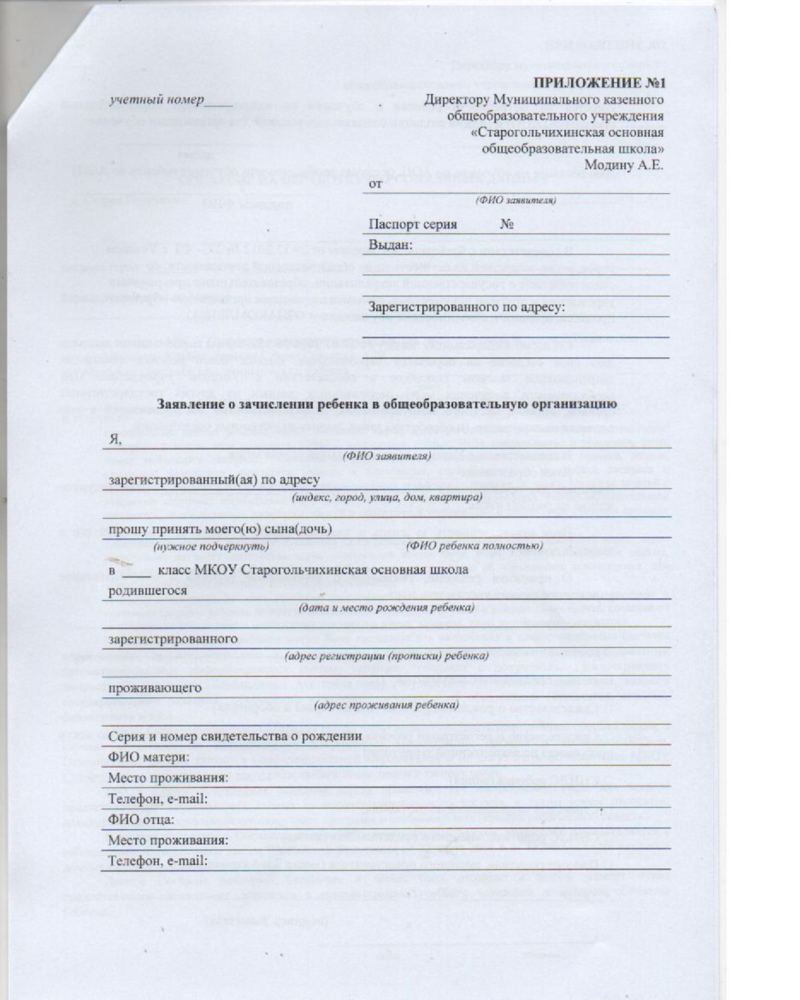 ПРИЛОЖЕНИЕ №1
учетный номер ____
Директору Муниципального казенного
общеобразовательного учреждения
«Старогольчихинская основная
общеобразовательная школа»
Модину А.Е.
от
(ФИО заявителя)
Паспорт серия №
Выдан:
Зарегистрированного по адресу:
Заявление о зачислении ребенка в общеобразовательную организацию
Я,
(ФИО заявителя)
зарегистрированный(ая) по адресу
(индекс, город, улица, дом, квартира)
прошу принять моего(ю) сына(дочь)
(нужное подчеркнуть) (ФИО ребенка полностью)
в ____ класс МКОУ Старогольчихинская основная школа
родившегося
(дата и место рождения ребенка)
зарегистрированного
(адрес регистрации (прописки) ребенка)
проживающего
(адрес проживания ребенка)
Серия и номер свидетельства о рождении
ФИО матери:
Место проживания:
Телефон, e-mail:
ФИО отца:
Место проживания:
Телефон, e-mail: